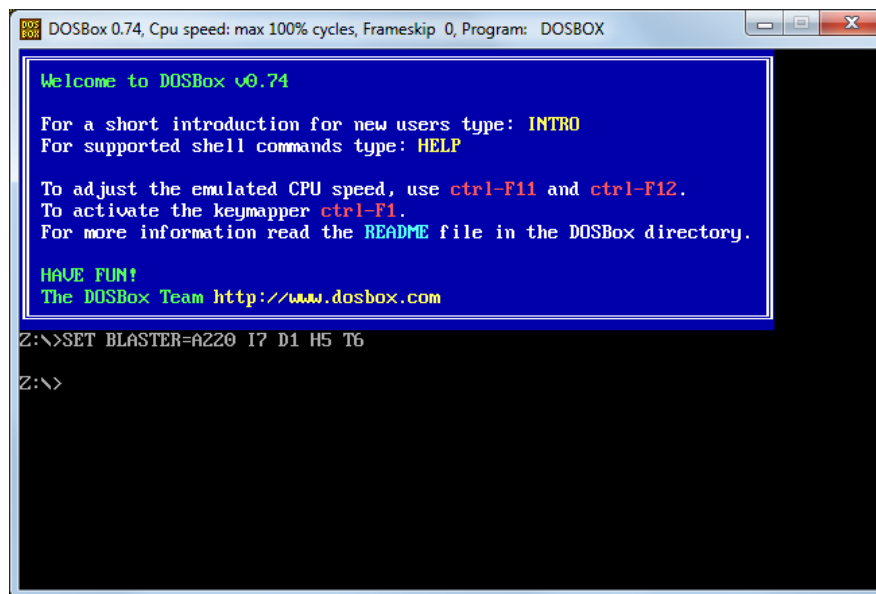 DOSBox 0.74, Cpu speed: max 100% cycles, Frameskip 0, Program: DOSBOX
Welcome to DOSBox v0.74
For a short introduction for new users type: INTRO
For supported shell commands type: HELP
To adjust the emulated CPU speed, use ctrl-F11 and ctrl-F12.
To activate the keymapper ctrl-F1.
For more information read the README file in the DOSBox directory.
HAVE FUN!
The DOSBox Team http://www.dosbox.com
Z:\>SET BLASTER=A220 I7 D1 H5 T6
Z:\>